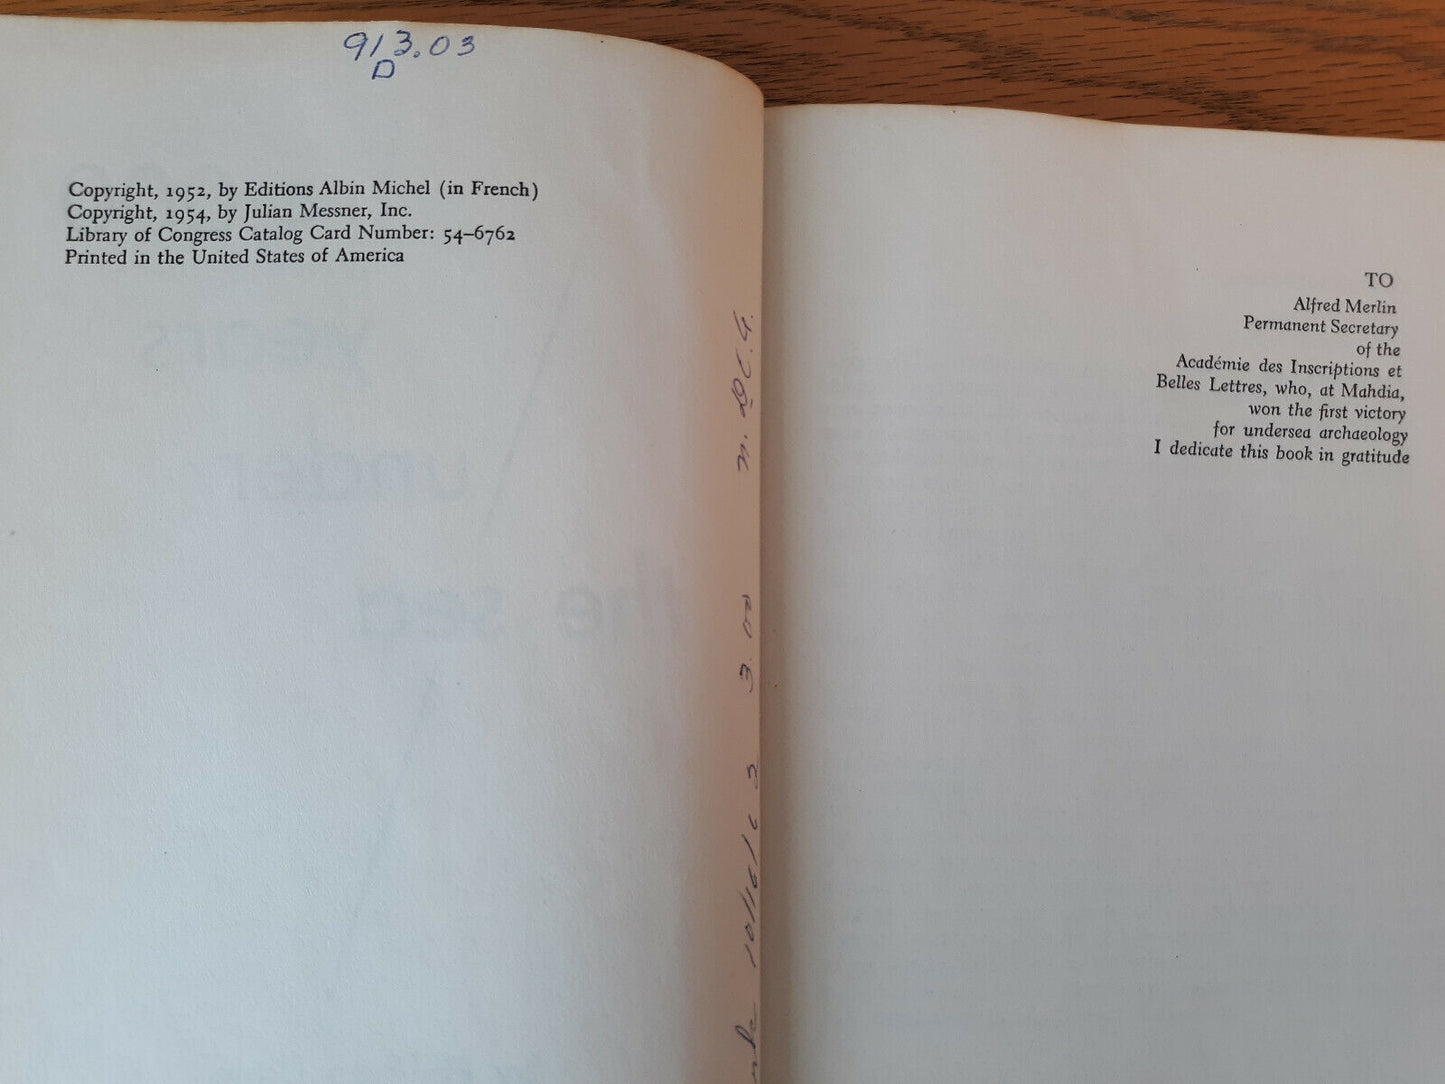 913.03
D
Copyright, 1952, by Editions Albin Michel (in French)
Copyright, 1954, by Julian Messner, Inc.
Library of Congress Catalog Card Number: 54–6762
Printed in the United States of America
3.00
TO
Alfred Merlin
Permanent Secretary
of the
Académie des Inscriptions et
Belles Lettres, who, at Mahdia,
won the first victory
for undersea archaeology
I dedicate this book in gratitude